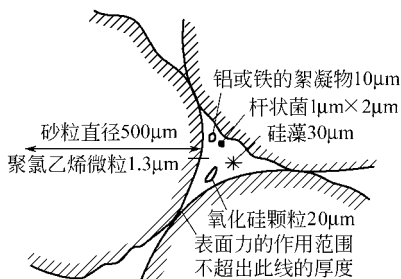 铝或铁的絮凝物10μm
杆状菌1μm×2μm
硅藻30μm
砂粒直径500μm
聚氯乙烯微粒1.3μm
氧化硅颗粒20μm
表面力的作用范围
不超出此线的厚度